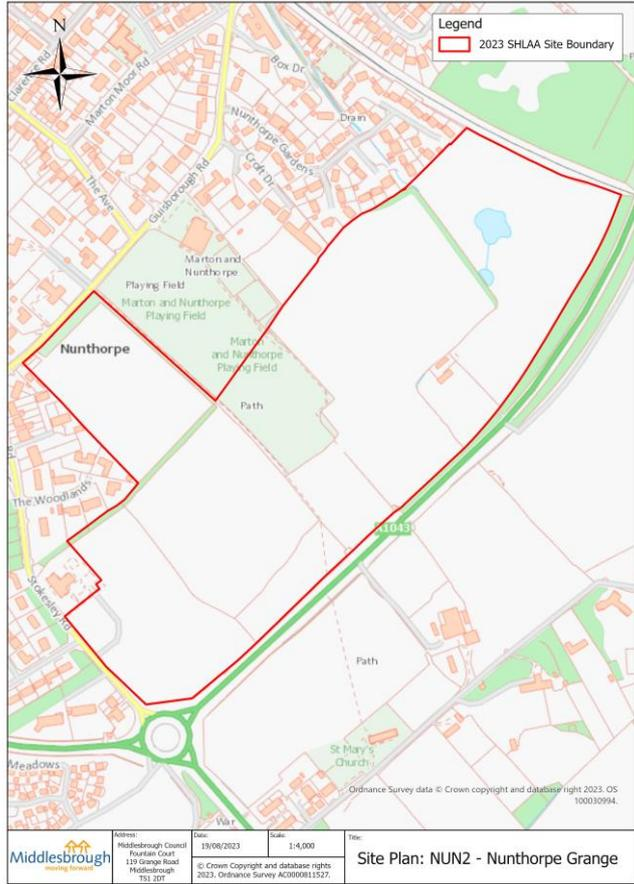 Legend
2023 SHLAA Site Boundary
N
Clarence Rd
Marton Moor Rd
Box Dr
Drain
Nunthorpe Gardens
Croft Dr
The Ave
Guisborough Rd
Marton and
Nunthorpe
Playing Field
Marton and Nunthorpe
Playing Field
Nunthorpe
Marton
and Nunthorpe
Playing Field
Path
The Woodlands
Rd
A1043
Stokesley Rd
Path
St Mary's
Church
Meadows
War
Ordnance Survey data © Crown copyright and database right 2023. OS
100030994.
Middlesbrough
moving forward
Address:
Middlesbrough Council
Fountain Court
119 Grange Road
Middlesbrough
TS1 2DT
Date:
19/08/2023
Scale:
1:4,000
© Crown Copyright and database rights
2023. Ordnance Survey AC0000811527.
Title:
Site Plan: NUN2 - Nunthorpe Grange